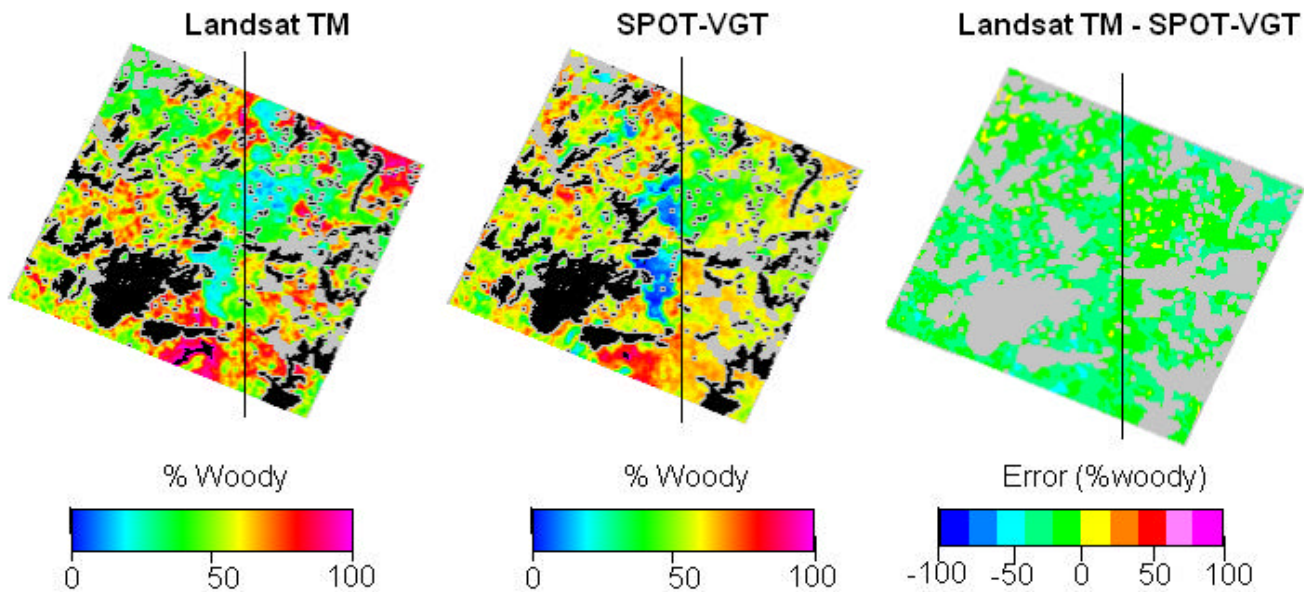 Landsat TM
SPOT-VGT
Landsat TM - SPOT-VGT
% Woody
0 50 100
% Woody
0 50 100
Error (%woody)
-100 -50 0 50 100